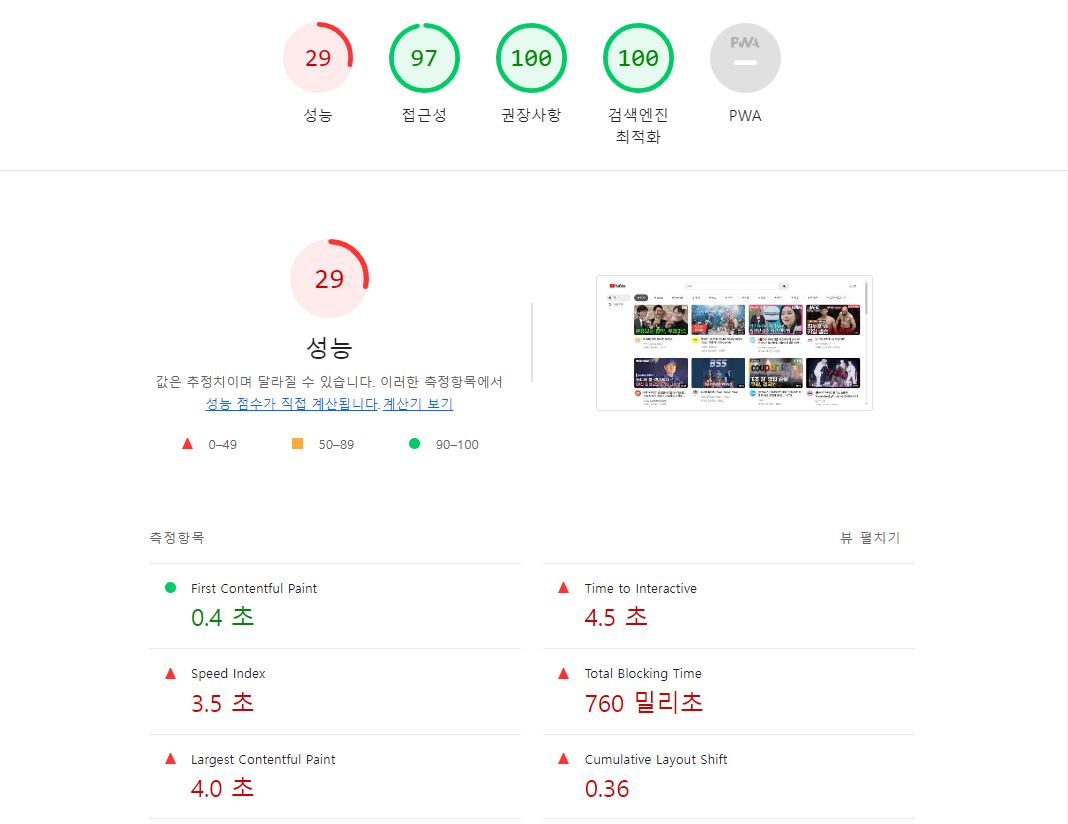 29
97
100
100
PWA
성능
접근성
권장사항
검색엔진
최적화
PWA
29
성능
값은 추정치이며 달라질 수 있습니다. 이러한 측정항목에서
성능 점수가 직접 계산됩니다. 계산기 보기
0–49
50–89
90–100
YouTube
BSS
측정항목
뷰 펼치기
First Contentful Paint
0.4 초
Time to Interactive
4.5 초
Speed Index
3.5 초
Total Blocking Time
760 밀리초
Largest Contentful Paint
4.0 초
Cumulative Layout Shift
0.36